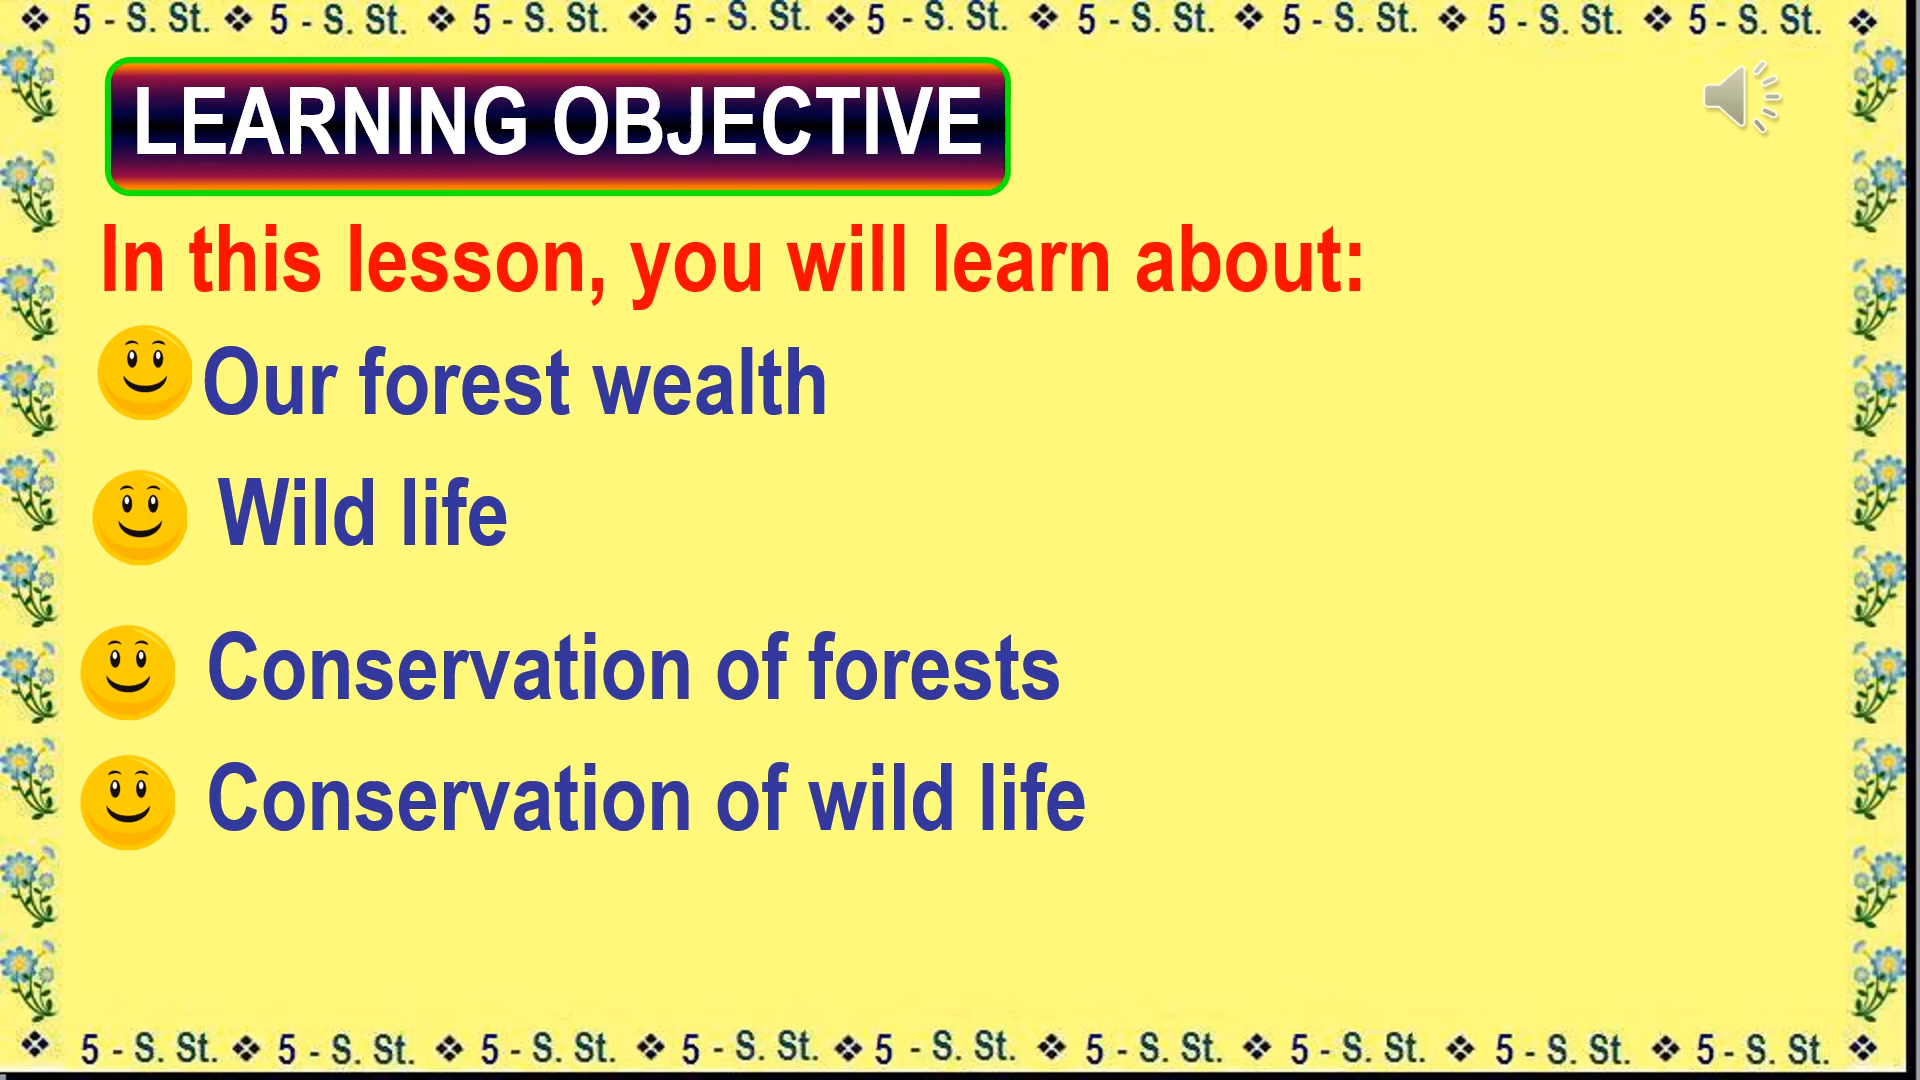 ❖ 5 - S. St. ❖ 5 - S. St. ❖ 5 - S. St. ❖ 5 - S. St. ❖ 5 - S. St. ❖ 5 - S. St. ❖ 5 - S. St. ❖ 5 - S. St. ❖ 5 - S. St. ❖
LEARNING OBJECTIVE
In this lesson, you will learn about:
Our forest wealth
Wild life
Conservation of forests
Conservation of wild life
❖ 5 - S. St. ❖ 5 - S. St. ❖ 5 - S. St. ❖ 5 - S. St. ❖ 5 - S. St. ❖ 5 - S. St. ❖ 5 - S. St. ❖ 5 - S. St. ❖ 5 - S. St. ❖